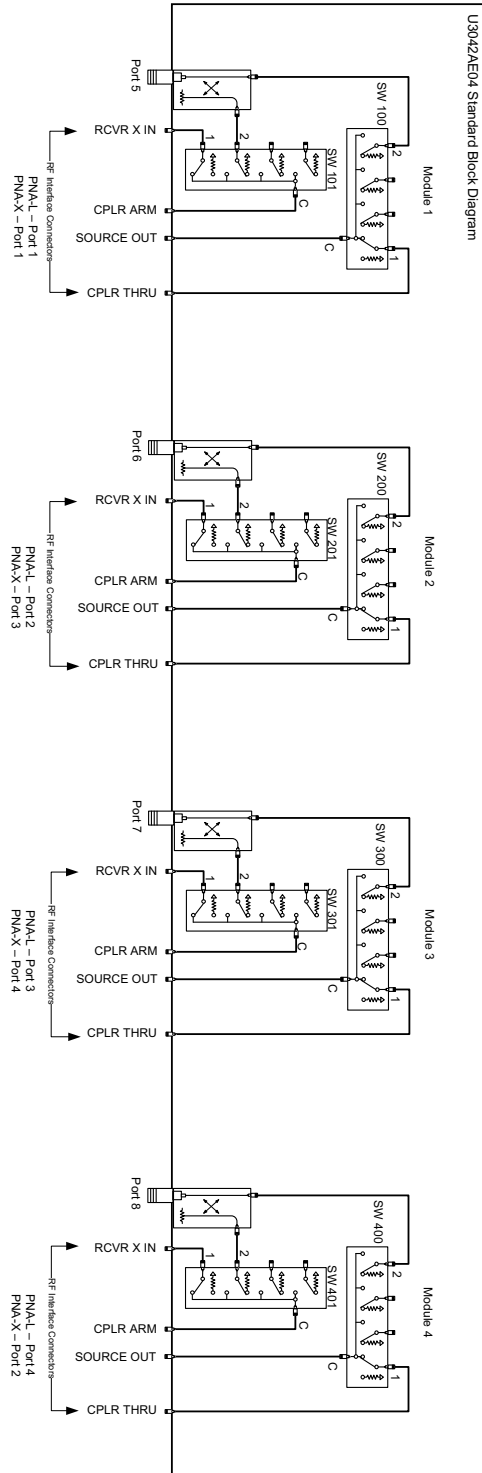 U3042AE04 Standard Block Diagram
Module 1
SW 100
2
1
C
SW 101
1
2
C
Port 5
RCVR X IN
CPLR ARM
SOURCE OUT
CPLR THRU
RF Interface Connectors
PNA-L – Port 1
PNA-X – Port 1
Module 2
SW 200
2
1
C
SW 201
1
2
C
Port 6
RCVR X IN
CPLR ARM
SOURCE OUT
CPLR THRU
RF Interface Connectors
PNA-L – Port 2
PNA-X – Port 3
Module 3
SW 300
2
1
C
SW 301
1
2
C
Port 7
RCVR X IN
CPLR ARM
SOURCE OUT
CPLR THRU
RF Interface Connectors
PNA-L – Port 3
PNA-X – Port 4
Module 4
SW 400
2
1
C
SW 401
1
2
C
Port 8
RCVR X IN
CPLR ARM
SOURCE OUT
CPLR THRU
RF Interface Connectors
PNA-L – Port 4
PNA-X – Port 2